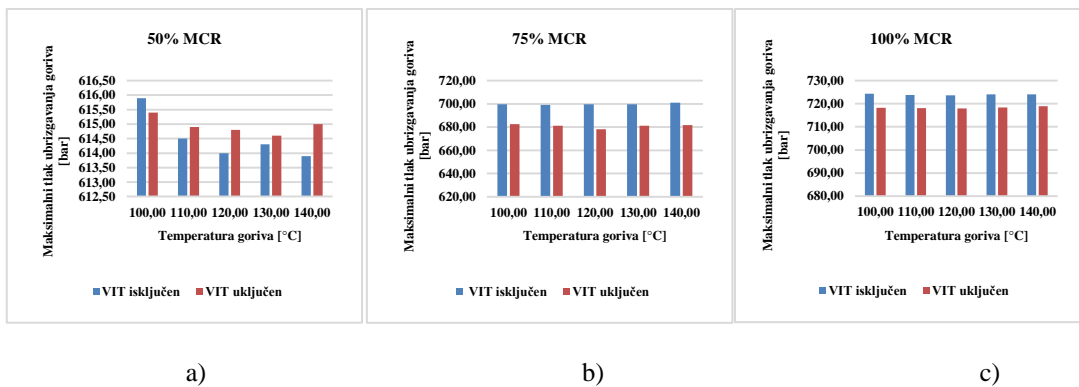 50% MCR
Maksimalni tlak ubrizgavanja goriva
[bar]
616,50
616,00
615,50
615,00
614,50
614,00
613,50
613,00
612,50
100,00 110,00 120,00 130,00 140,00
Temperatura goriva [°C]
VIT isključen VIT uključen
75% MCR
Maksimalni tlak ubrizgavanja goriva
[bar]
720,00
700,00
680,00
660,00
640,00
620,00
100,00 110,00 120,00 130,00 140,00
Temperatura goriva [°C]
VIT isključen VIT uključen
100% MCR
Maksimalni tlak ubrizgavanja goriva
[bar]
730,00
720,00
710,00
700,00
690,00
680,00
100,00 110,00 120,00 130,00 140,00
Temperatura goriva [°C]
VIT isključen VIT uključen
a) b) c)